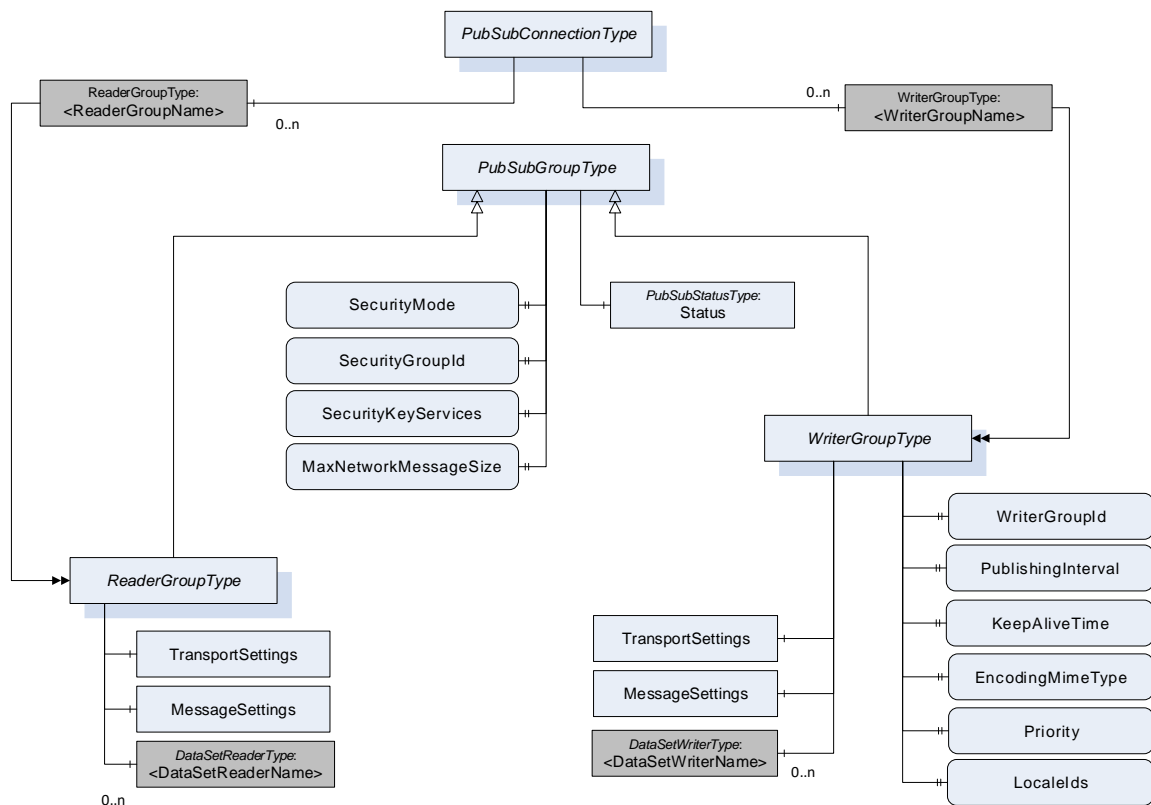 PubSubConnectionType
ReaderGroupType:
<ReaderGroupName>
0..n
0..n
WriterGroupType:
<WriterGroupName>
PubSubGroupType
SecurityMode
SecurityGroupId
SecurityKeyServices
MaxNetworkMessageSize
PubSubStatusType:
Status
WriterGroupType
WriterGroupId
PublishingInterval
KeepAliveTime
EncodingMimeType
Priority
LocaleIds
TransportSettings
MessageSettings
DataSetWriterType:
<DataSetWriterName>
0..n
ReaderGroupType
TransportSettings
MessageSettings
DataSetReaderType:
<DataSetReaderName>
0..n